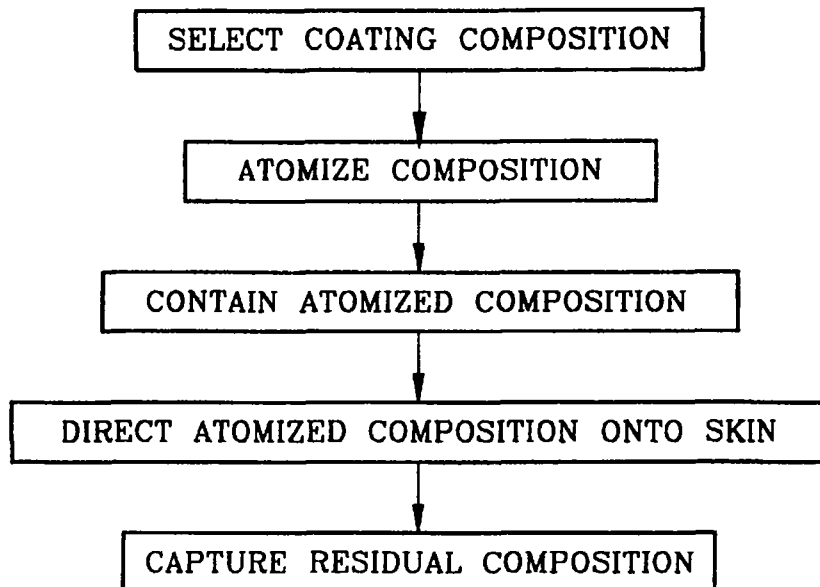 SELECT COATING COMPOSITION
ATOMIZE COMPOSITION
CONTAIN ATOMIZED COMPOSITION
DIRECT ATOMIZED COMPOSITION ONTO SKIN
CAPTURE RESIDUAL COMPOSITION